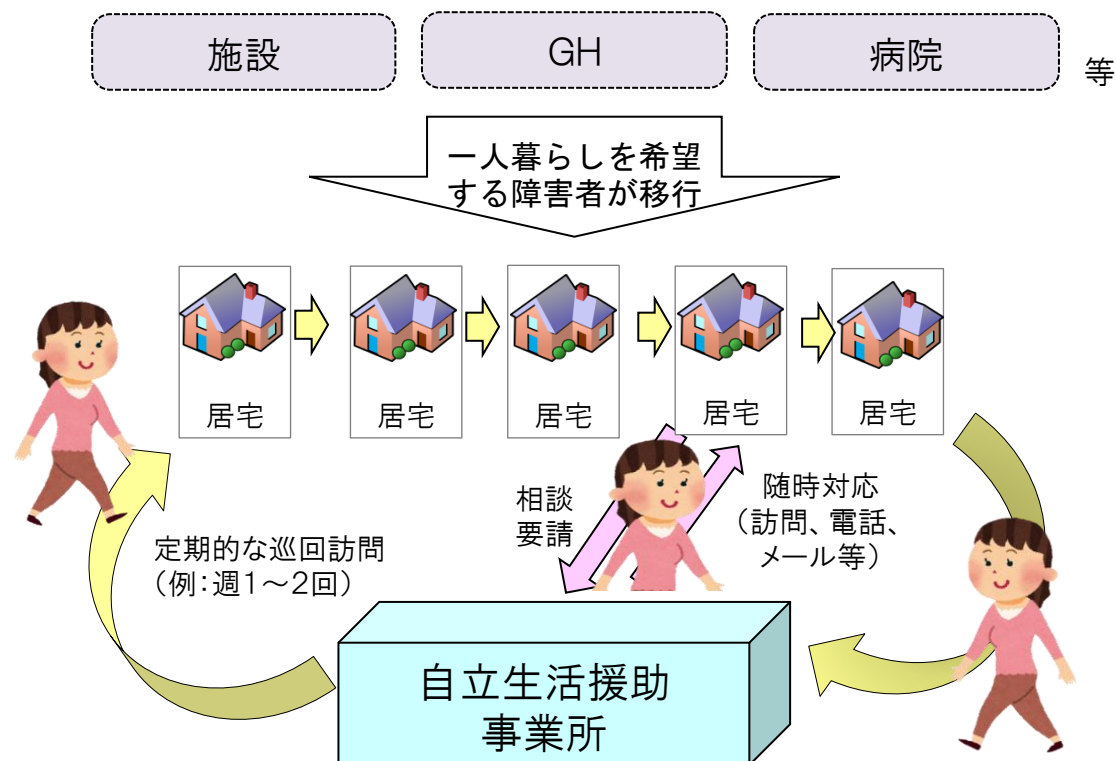 施設
GH
病院
等
一人暮らしを希望
する障害者が移行
居宅
居宅
居宅
居宅
居宅
相談
要請
随時対応
（訪問、電話、
メール等）
定期的な巡回訪問
（例：週1～2回）
自立生活援助
事業所